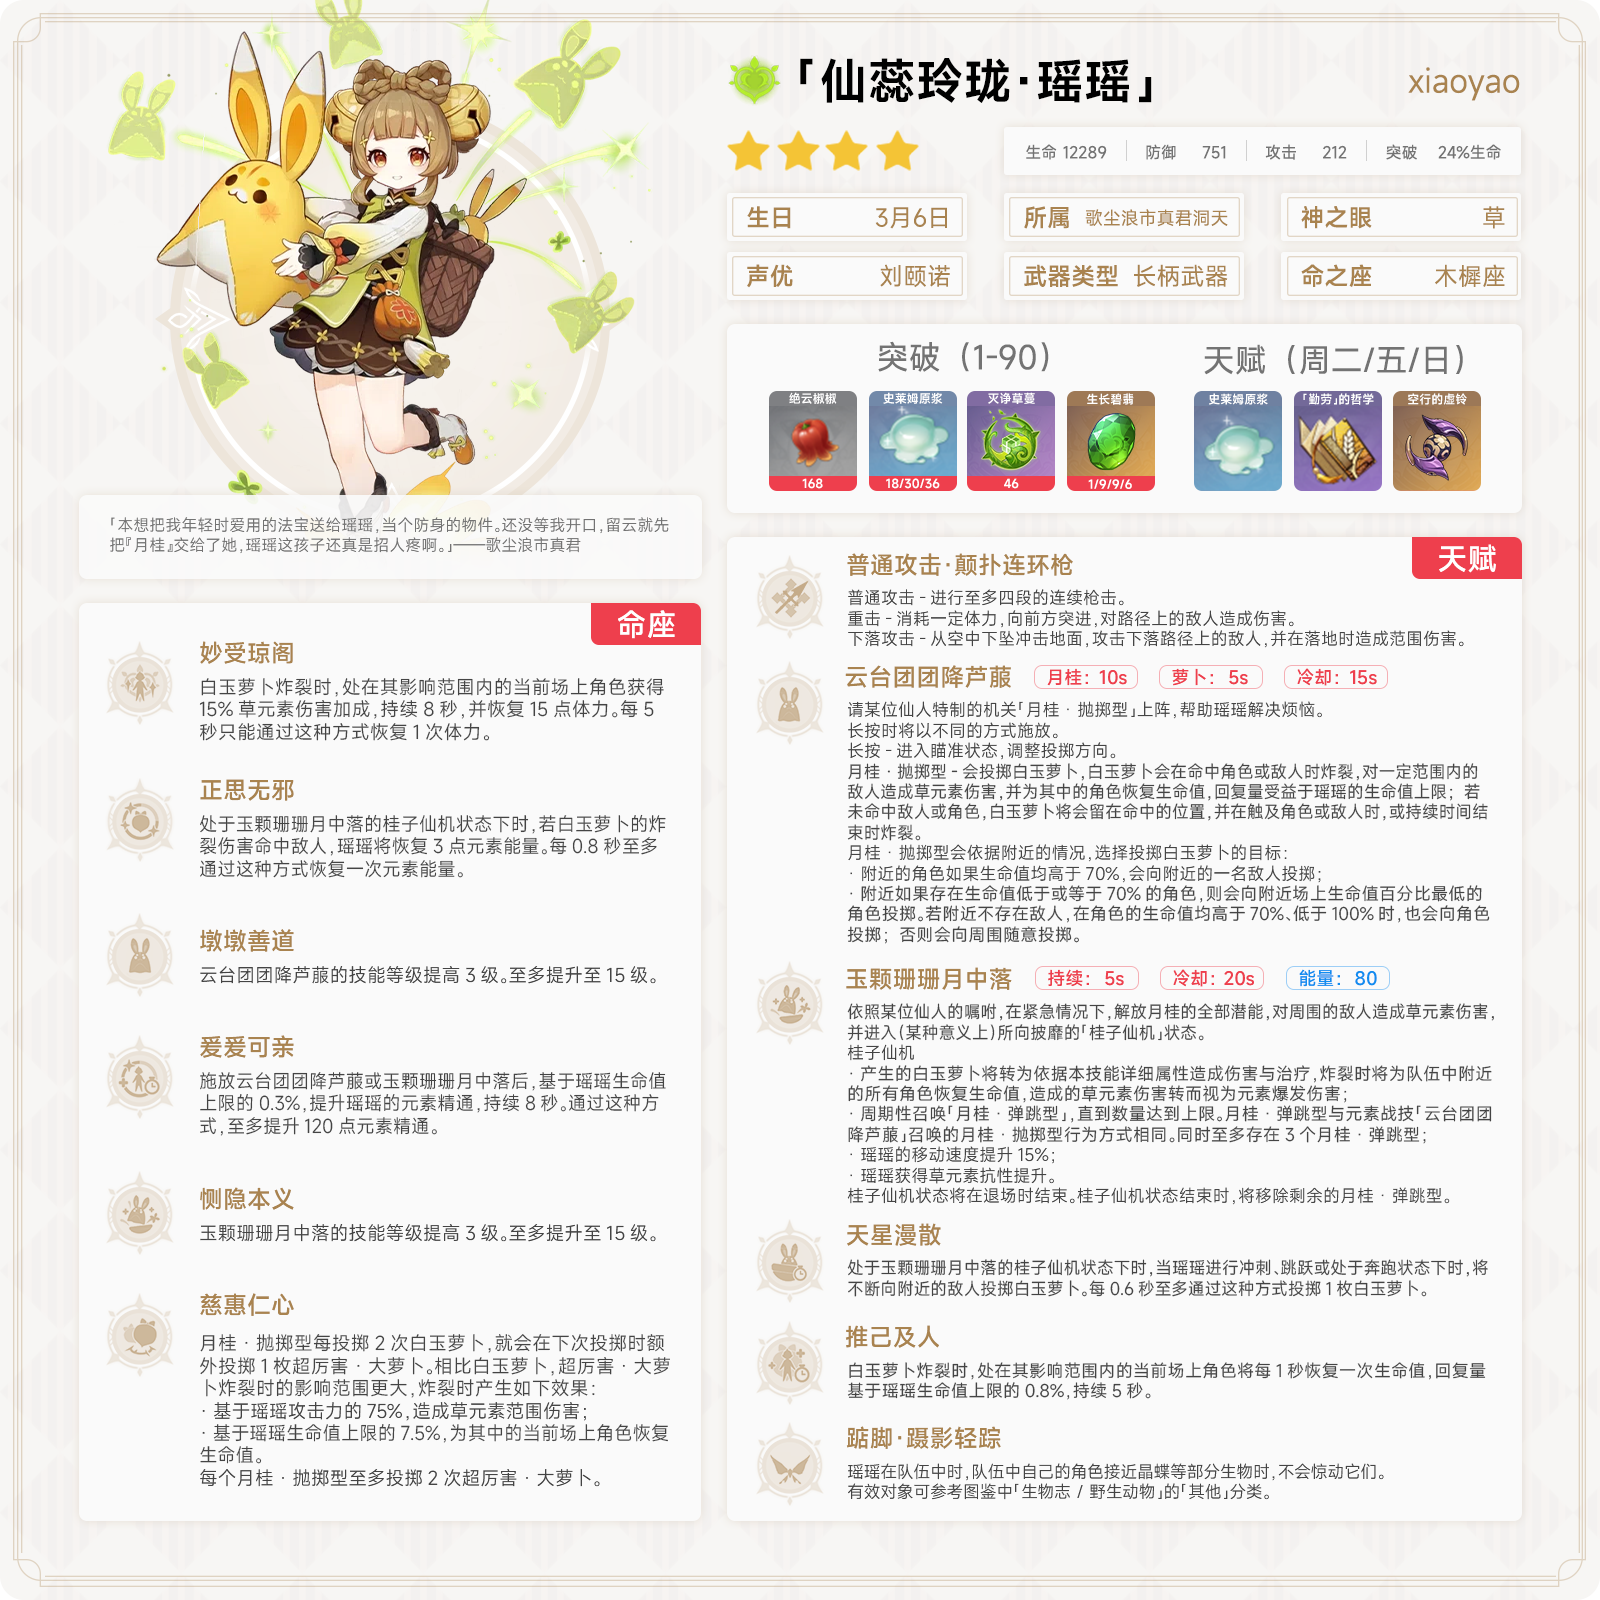 「仙蕊玲珑·瑶瑶」
xiaoyao
生命 12289 防御 751 攻击 212 突破 24%生命
生日 3月6日
所属 歌尘浪市真君洞天
神之眼 草
声优 刘颐诺
武器类型 长柄武器
命之座 木樨座
突破（1-90）
绝云椒椒 史莱姆原浆 灭诤草蔓 生长碧翡
168 18/30/36 46 1/9/9/6
天赋（周二/五/日）
史莱姆原浆 「勤劳」的哲学 空行的虚铃
「本想把我年轻时爱用的法宝送给瑶瑶,当个防身的物件。还没等我开口,留云就先
把『月桂』交给了她,瑶瑶这孩子还真是招人疼啊。」——歌尘浪市真君
命座
妙受琼阁
白玉萝卜炸裂时,处在其影响范围内的当前场上角色获得
15% 草元素伤害加成,持续 8 秒,并恢复 15 点体力。每 5
秒只能通过这种方式恢复 1 次体力。
正思无邪
处于玉颗珊珊月中落的桂子仙机状态下时,若白玉萝卜的炸
裂伤害命中敌人,瑶瑶将恢复 3 点元素能量。每 0.8 秒至多
通过这种方式恢复一次元素能量。
墩墩善道
云台团团降芦菔的技能等级提高 3 级。至多提升至 15 级。
爰爰可亲
施放云台团团降芦菔或玉颗珊珊月中落后,基于瑶瑶生命值
上限的 0.3%,提升瑶瑶的元素精通,持续 8 秒。通过这种方
式,至多提升 120 点元素精通。
恻隐本义
玉颗珊珊月中落的技能等级提高 3 级。至多提升至 15 级。
慈惠仁心
月桂 · 抛掷型每投掷 2 次白玉萝卜,就会在下次投掷时额
外投掷 1 枚超厉害 · 大萝卜。相比白玉萝卜,超厉害 · 大萝
卜炸裂时的影响范围更大,炸裂时产生如下效果：
· 基于瑶瑶攻击力的 75%,造成草元素范围伤害；
· 基于瑶瑶生命值上限的 7.5%,为其中的当前场上角色恢复
生命值。
每个月桂 · 抛掷型至多投掷 2 次超厉害 · 大萝卜。
天赋
普通攻击·颠扑连环枪
普通攻击 - 进行至多四段的连续枪击。
重击 - 消耗一定体力,向前方突进,对路径上的敌人造成伤害。
下落攻击 - 从空中下坠冲击地面,攻击下落路径上的敌人,并在落地时造成范围伤害。
云台团团降芦菔 月桂：10s 萝卜： 5s 冷却：15s
请某位仙人特制的机关「月桂 · 抛掷型」上阵,帮助瑶瑶解决烦恼。
长按时将以不同的方式施放。
长按 - 进入瞄准状态,调整投掷方向。
月桂 · 抛掷型 - 会投掷白玉萝卜,白玉萝卜会在命中角色或敌人时炸裂,对一定范围内的
敌人造成草元素伤害,并为其中的角色恢复生命值,回复量受益于瑶瑶的生命值上限；若
未命中敌人或角色,白玉萝卜将会留在命中的位置,并在触及角色或敌人时,或持续时间结
束时炸裂。
月桂 · 抛掷型会依据附近的情况,选择投掷白玉萝卜的目标：
· 附近的角色如果生命值均高于 70%,会向附近的一名敌人投掷；
· 附近如果存在生命值低于或等于 70% 的角色,则会向附近场上生命值百分比最低的
角色投掷。若附近不存在敌人,在角色的生命值均高于 70%、低于 100% 时,也会向角色
投掷；否则会向周围随意投掷。
玉颗珊珊月中落 持续： 5s 冷却：20s 能量： 80
依照某位仙人的嘱咐,在紧急情况下,解放月桂的全部潜能,对周围的敌人造成草元素伤害,
并进入(某种意义上)所向披靡的「桂子仙机」状态。
桂子仙机
· 产生的白玉萝卜将转为依据本技能详细属性造成伤害与治疗,炸裂时将为队伍中附近
的所有角色恢复生命值,造成的草元素伤害转而视为元素爆发伤害；
· 周期性召唤「月桂 · 弹跳型」,直到数量达到上限。月桂 · 弹跳型与元素战技「云台团团
降芦菔」召唤的月桂 · 抛掷型行为方式相同。同时至多存在 3 个月桂 · 弹跳型；
· 瑶瑶的移动速度提升 15%；
· 瑶瑶获得草元素抗性提升。
桂子仙机状态将在退场时结束。桂子仙机状态结束时,将移除剩余的月桂 · 弹跳型。
天星漫散
处于玉颗珊珊月中落的桂子仙机状态下时,当瑶瑶进行冲刺、跳跃或处于奔跑状态下时,将
不断向附近的敌人投掷白玉萝卜。每 0.6 秒至多通过这种方式投掷 1 枚白玉萝卜。
推己及人
白玉萝卜炸裂时,处在其影响范围内的当前场上角色将每 1 秒恢复一次生命值,回复量
基于瑶瑶生命值上限的 0.8%,持续 5 秒。
踮脚·蹑影轻踪
瑶瑶在队伍中时,队伍中自己的角色接近晶蝶等部分生物时,不会惊动它们。
有效对象可参考图鉴中「生物志 / 野生动物」的「其他」分类。